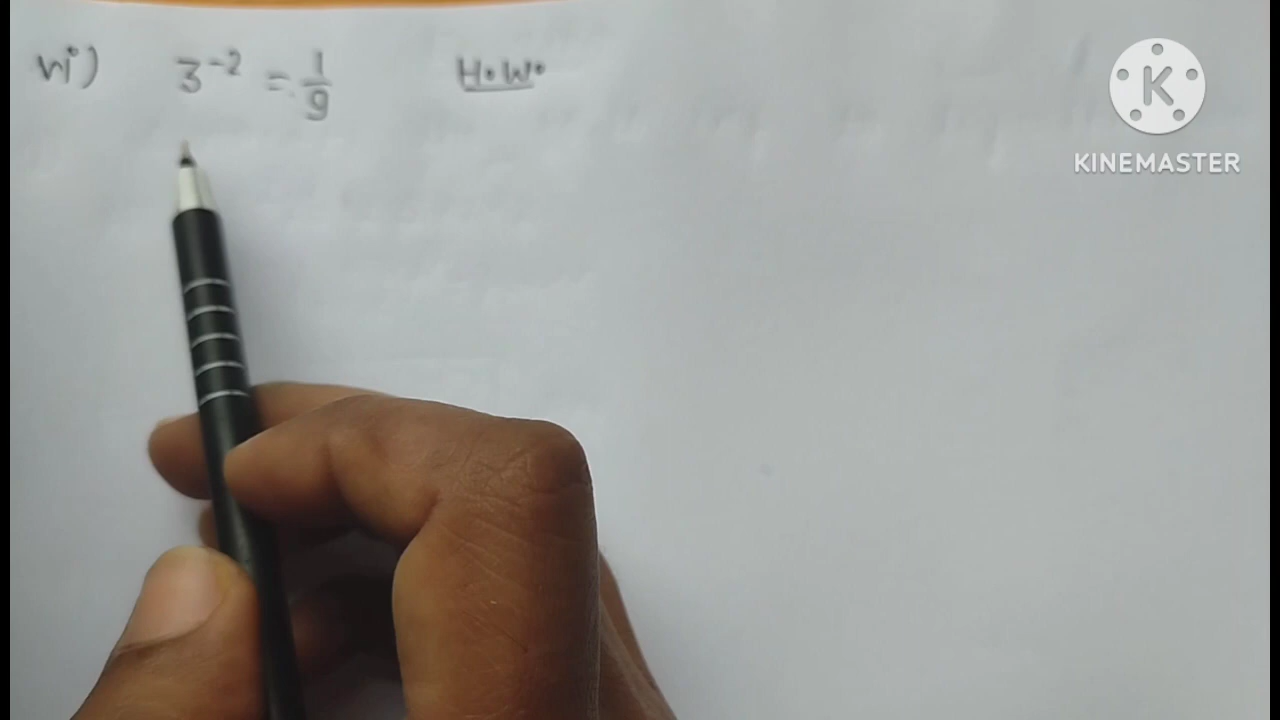 vi) 3⁻² = 1/9 H.W.
K
KINEMASTER